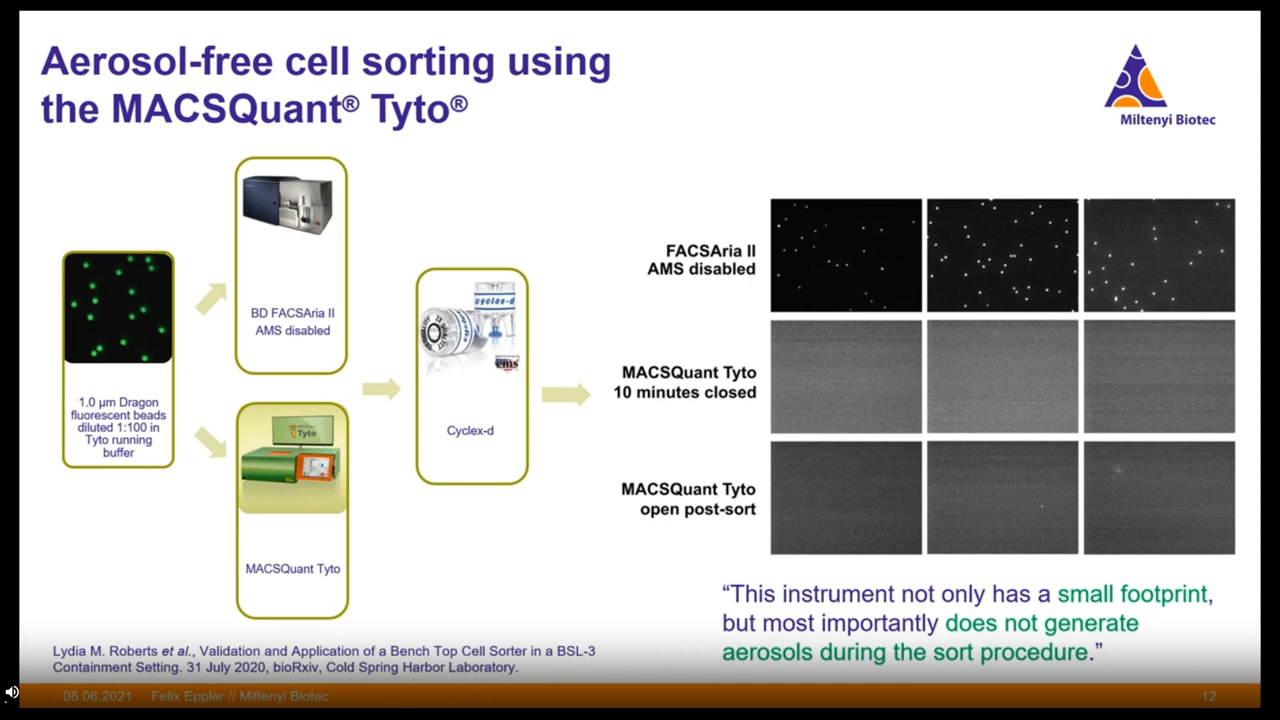 Aerosol-free cell sorting using
the MACSQuant® Tyto®
Miltenyi Biotec
BD FACSAria II
AMS disabled
1.0 µm Dragon
fluorescent beads
diluted 1:100 in
Tyto running
buffer
Tyto
MACSQuant Tyto
cyclex-d
ems
Cyclex-d
FACSAria II
AMS disabled
MACSQuant Tyto
10 minutes closed
MACSQuant Tyto
open post-sort
“This instrument not only has a small footprint,
but most importantly does not generate
aerosols during the sort procedure.”
Lydia M. Roberts et al., Validation and Application of a Bench Top Cell Sorter in a BSL-3
Containment Setting. 31 July 2020, bioRxiv, Cold Spring Harbor Laboratory.
08.06.2021 Felix Eppler // Miltenyi Biotec
12